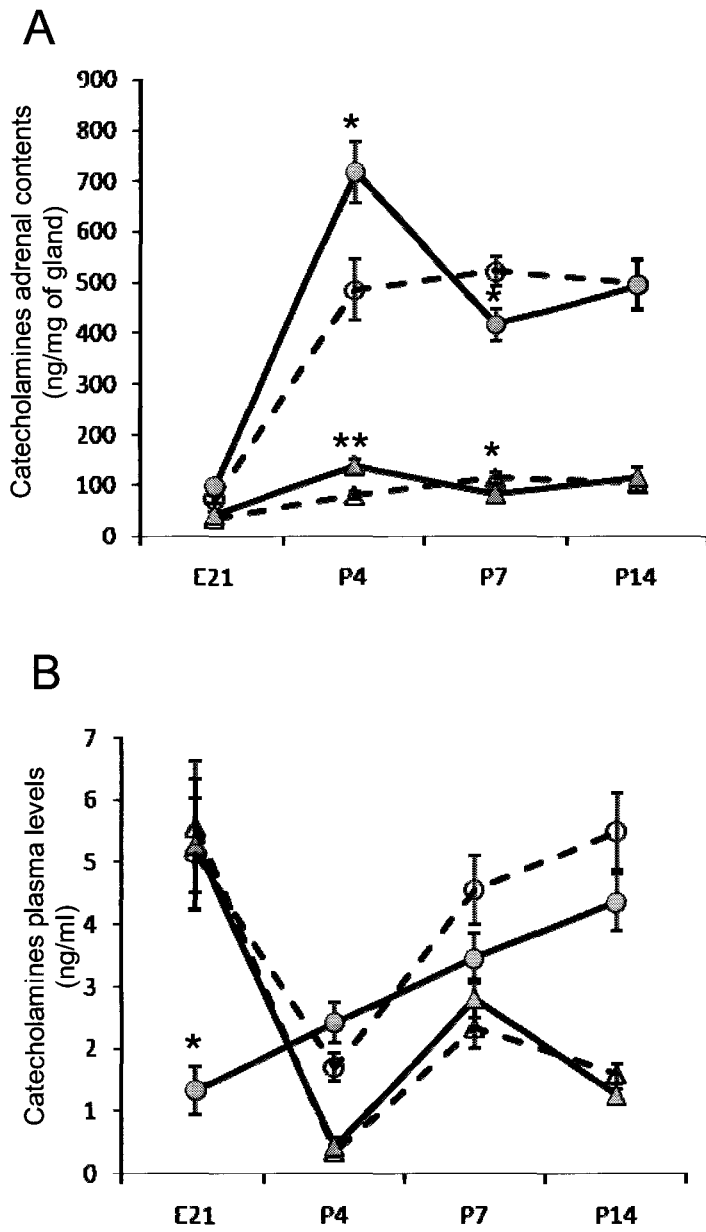 A
Catecholamines adrenal contents
(ng/mg of gland)
900
800
700
600
500
400
300
200
100
0
*
*
**
*
E21
P4
P7
P14
B
Catecholamines plasma levels
(ng/ml)
7
6
5
4
3
2
1
0
*
E21
P4
P7
P14